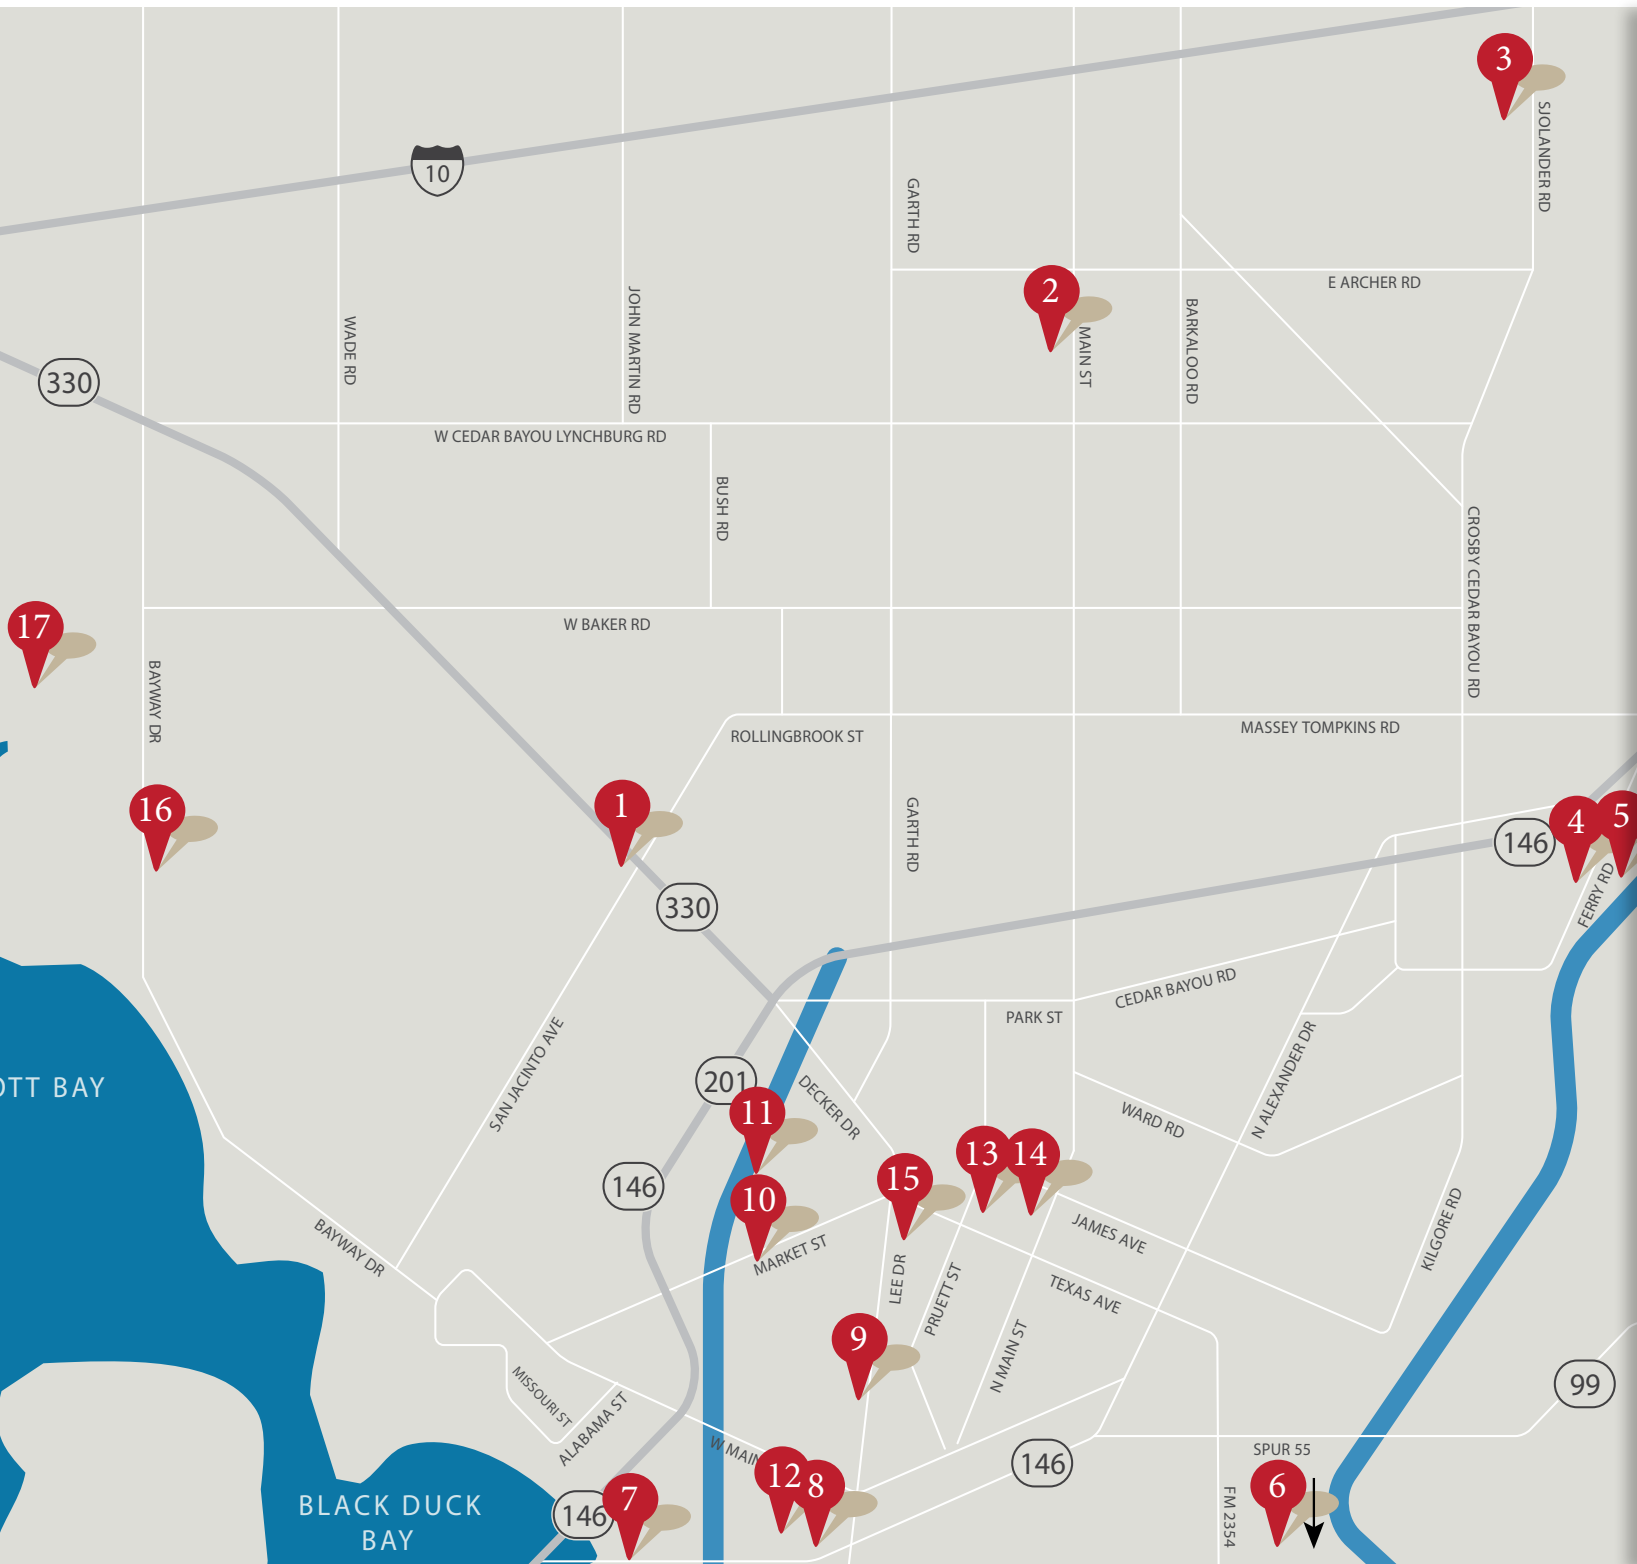 3
SJOLANDER RD
10
GARTH RD
E ARCHER RD
2
MAIN ST
BARKALOO RD
JOHN MARTIN RD
WADE RD
330
W CEDAR BAYOU LYNCHBURG RD
BUSH RD
CROSBY CEDAR BAYOU RD
17
W BAKER RD
BAYWAY DR
ROLLINGBROOK ST
MASSEY TOMPKINS RD
16
1
GARTH RD
146
4
5
FERRY RD
330
CEDAR BAYOU RD
PARK ST
N ALEXANDER DR
SAN JACINTO AVE
OTT BAY
201
11
DECKER DR
WARD RD
13
14
15
146
10
MARKET ST
JAMES AVE
KILGORE RD
BAYWAY DR
LEE DR
PRUETT ST
TEXAS AVE
9
N MAIN ST
MISSOURI ST
ALABAMA ST
99
W MAIN
146
SPUR 55
12
8
6
FM 2354
BLACK DUCK
BAY
146
7